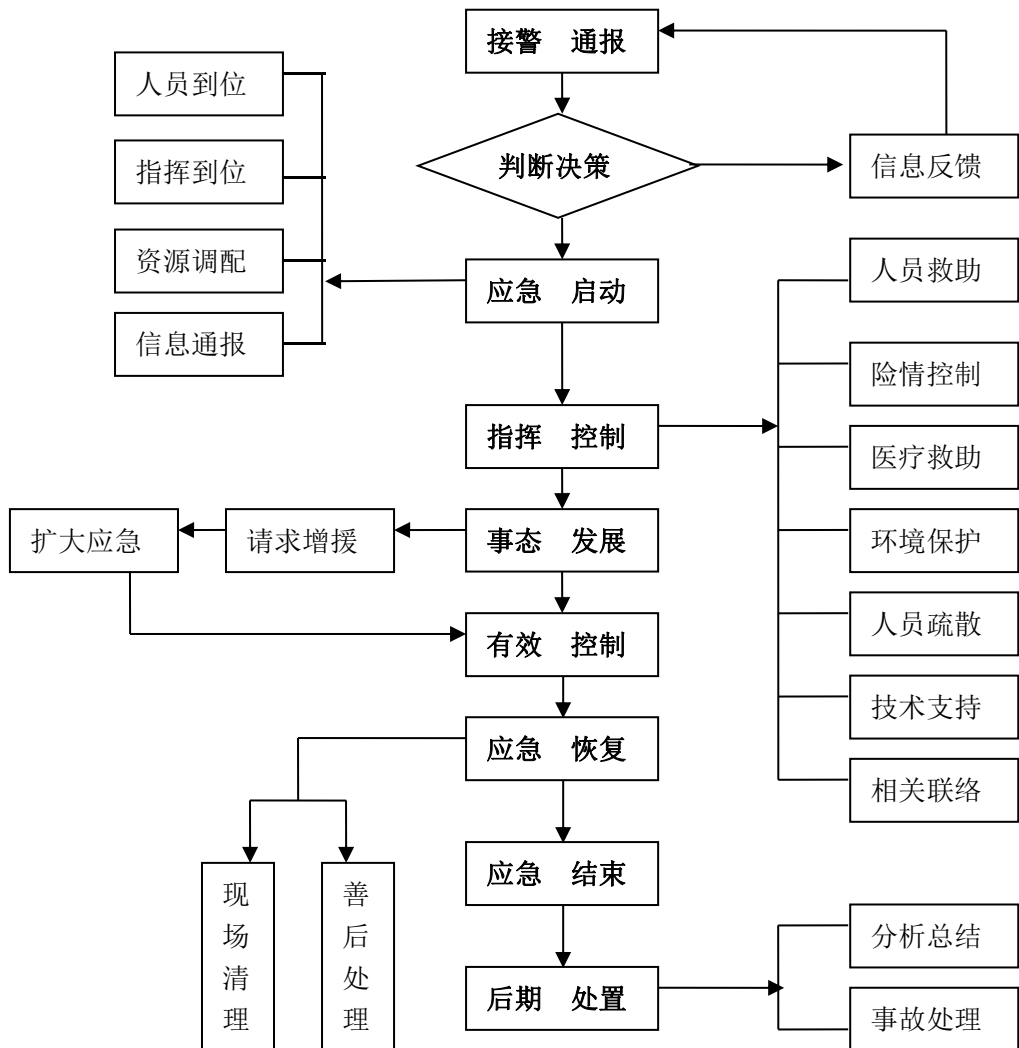 接警 通报
人员到位
判断决策
信息反馈
指挥到位
资源调配
应急 启动
人员救助
信息通报
险情控制
指挥 控制
医疗救助
扩大应急
请求增援
事态 发展
环境保护
有效 控制
人员疏散
应急 恢复
技术支持
相关联络
应急 结束
现场清理
善后处理
分析总结
后期 处置
事故处理